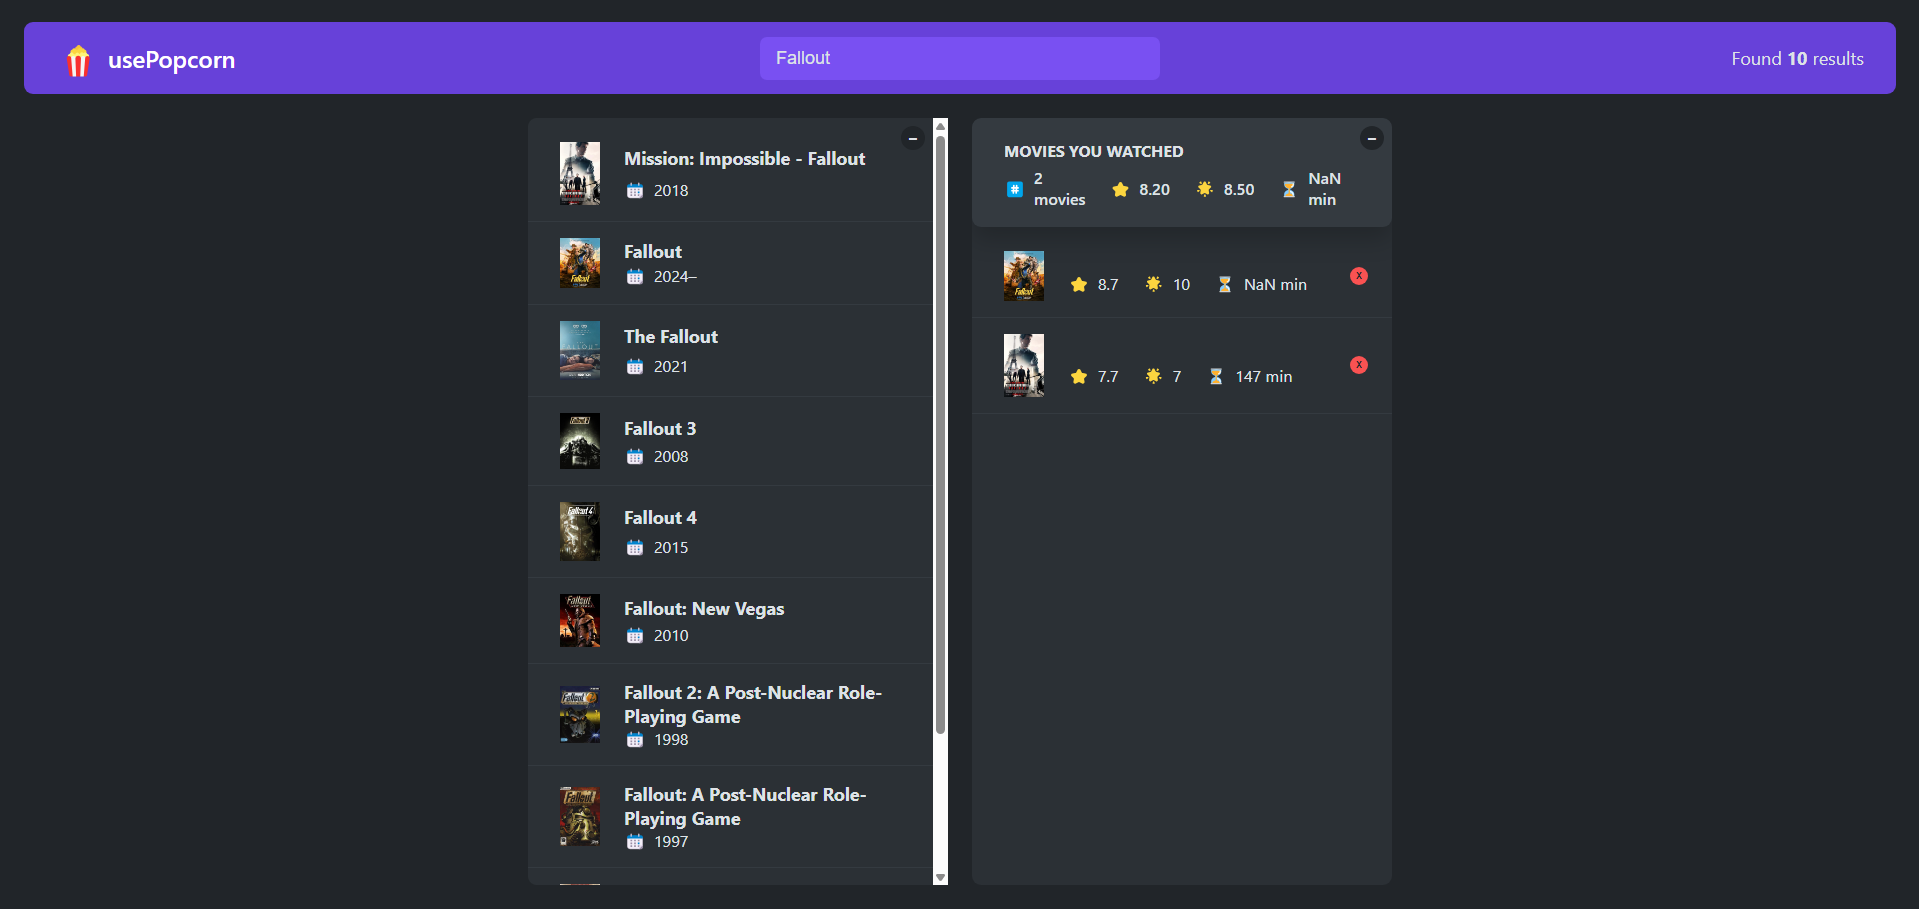 usePopcorn
Fallout
Found 10 results
Mission: Impossible - Fallout
2018
Fallout
2024–
The Fallout
2021
Fallout 3
2008
Fallout 4
2015
Fallout: New Vegas
2010
Fallout 2: A Post-Nuclear Role-
Playing Game
1998
Fallout: A Post-Nuclear Role-
Playing Game
1997
MOVIES YOU WATCHED
# 2 movies 8.20 8.50 NaN min
8.7 10 NaN min X
7.7 7 147 min X